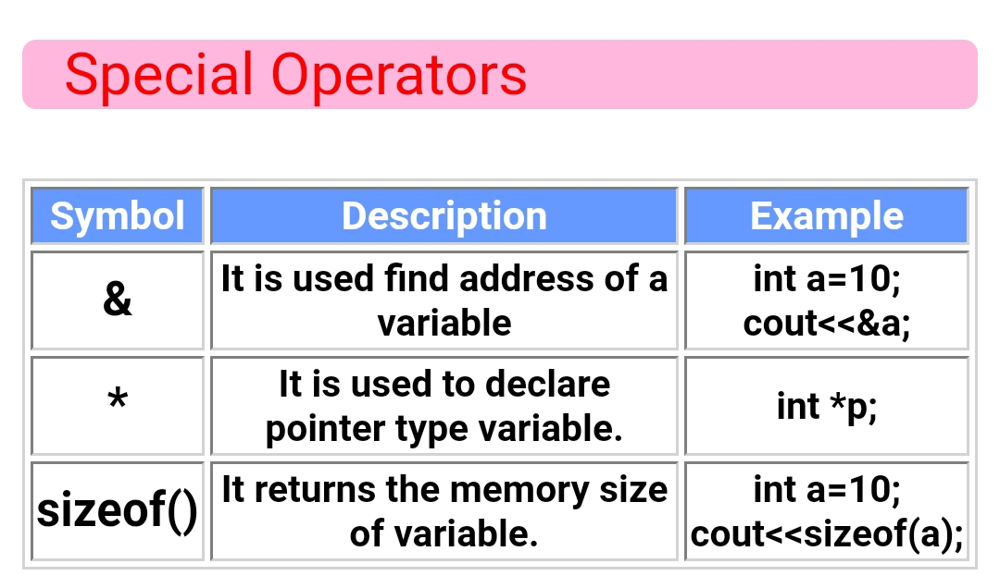 Special Operators
Symbol
Description
Example
&
It is used find address of a
variable
int a=10;
cout<<&a;
*
It is used to declare
pointer type variable.
int *p;
sizeof()
It returns the memory size
of variable.
int a=10;
cout<<sizeof(a);